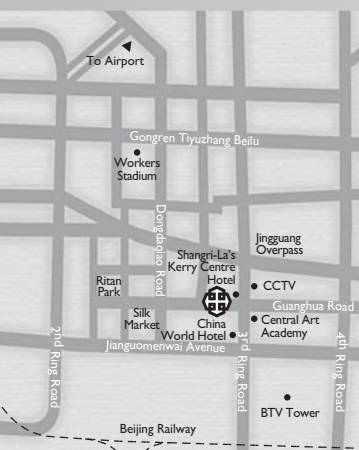 To Airport
Gongren Tiyuzhang Beilu
Workers
Stadium
Dongdaqiao Road
Jingguang
Overpass
Shangri-La's
Kerry Centre
Hotel
CCTV
Ritan
Park
Guanghua Road
Silk
Market
China
World Hotel
Central Art
Academy
Jianguomenwai Avenue
2nd Ring Road
3rd Ring Road
4th Ring Road
BTV Tower
Beijing Railway